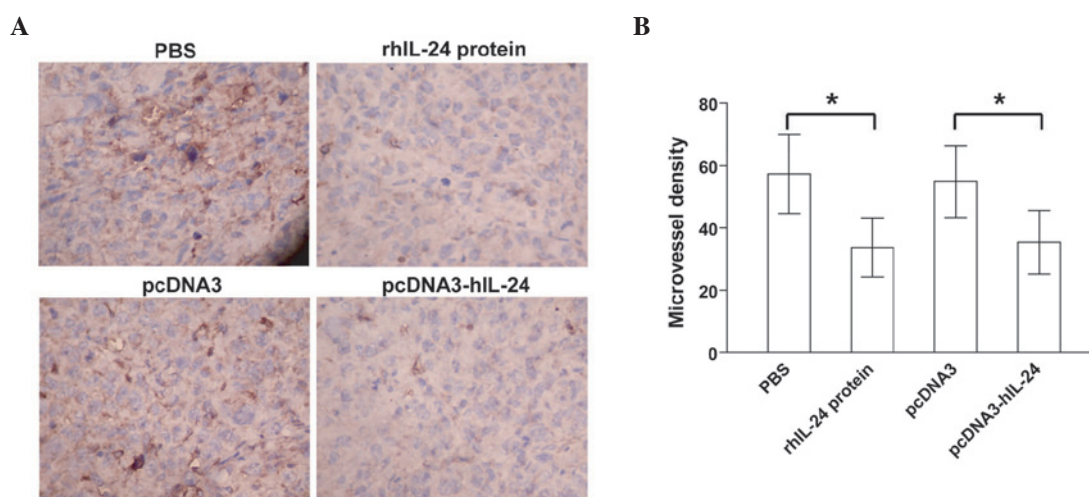 A
PBS
rhIL-24 protein
pcDNA3
pcDNA3-hIL-24
B
*
*
Microvessel density
80
60
40
20
0
PBS
rhIL-24 protein
pcDNA3
pcDNA3-hIL-24